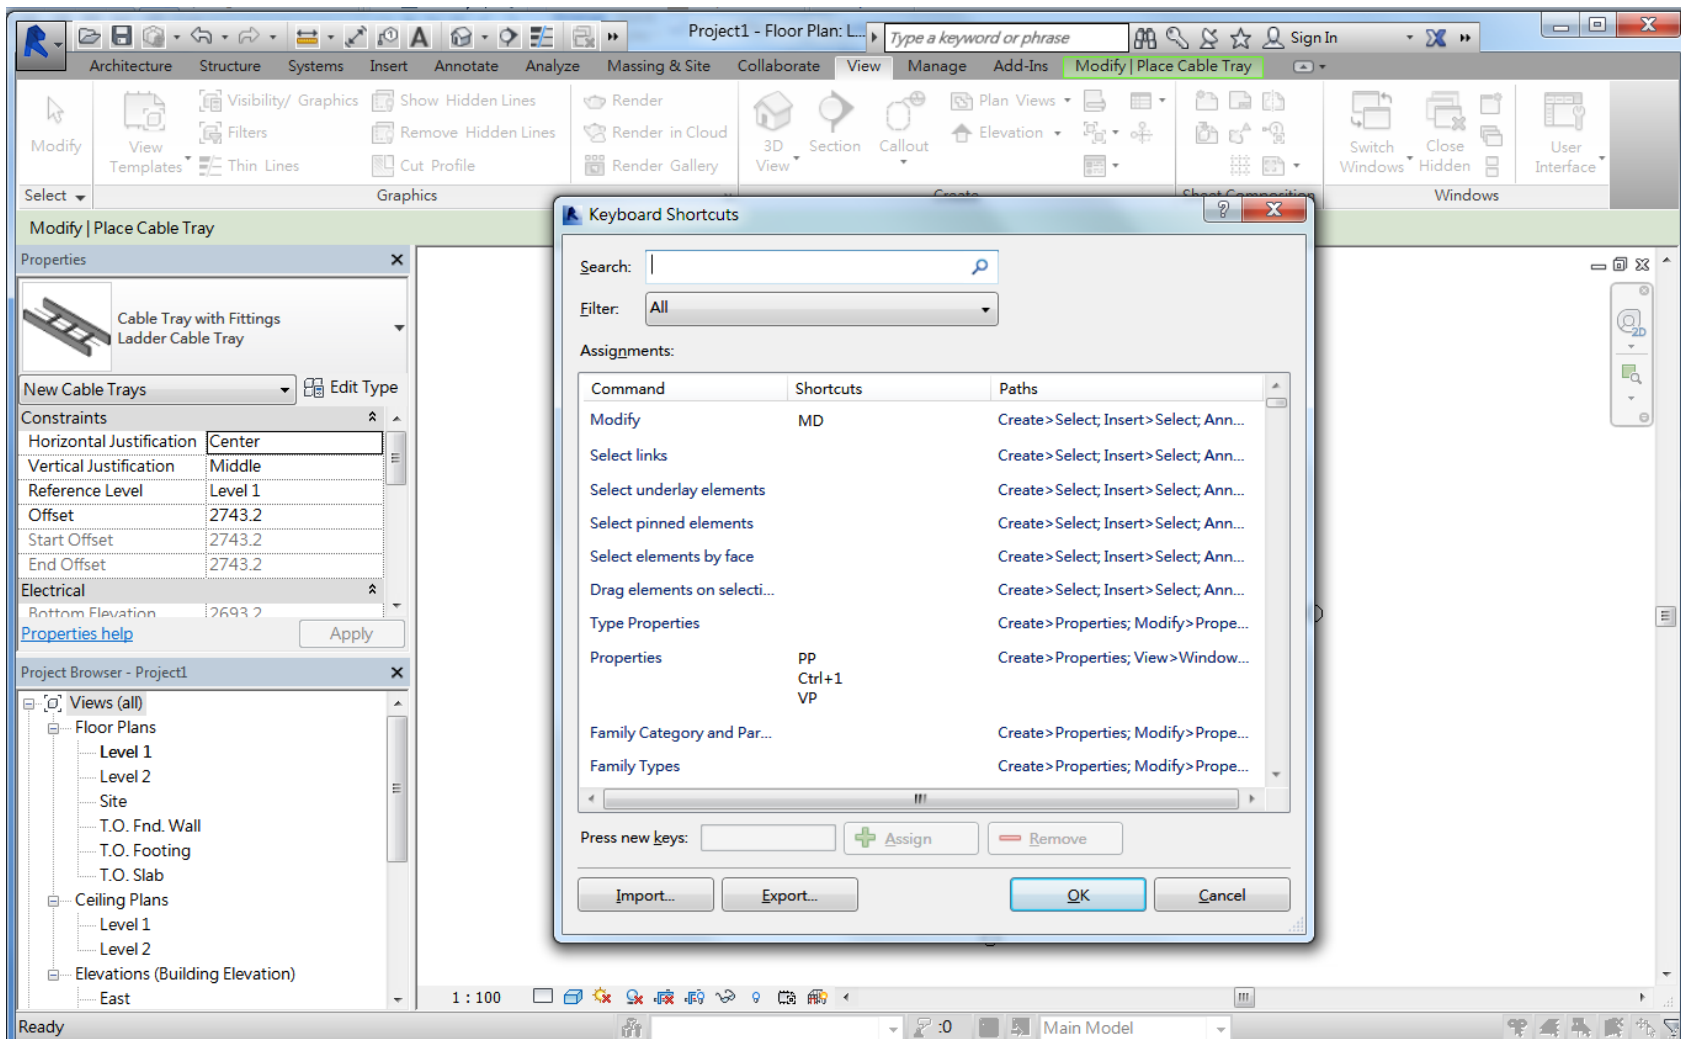 Project1 - Floor Plan: L...
Type a keyword or phrase
Sign In
Architecture Structure Systems Insert Annotate Analyze Massing & Site Collaborate View Manage Add-Ins Modify | Place Cable Tray
Modify
View
Templates
Visibility/ Graphics
Filters
Thin Lines
Show Hidden Lines
Remove Hidden Lines
Cut Profile
Render
Render in Cloud
Render Gallery
3D
View
Section
Callout
Plan Views
Elevation
Switch
Windows
Close
Hidden
User
Interface
Select
Graphics
Create
Sheet Composition
Windows
Modify | Place Cable Tray
Properties
Cable Tray with Fittings
Ladder Cable Tray
New Cable Trays
Edit Type
Constraints
Horizontal Justification Center
Vertical Justification Middle
Reference Level Level 1
Offset 2743.2
Start Offset 2743.2
End Offset 2743.2
Electrical
Bottom Elevation 2693.2
Properties help
Apply
Project Browser - Project1
Views (all)
Floor Plans
Level 1
Level 2
Site
T.O. Fnd. Wall
T.O. Footing
T.O. Slab
Ceiling Plans
Level 1
Level 2
Elevations (Building Elevation)
East
Keyboard Shortcuts
Search:
Filter: All
Assignments:
Command Shortcuts Paths
Modify MD Create>Select; Insert>Select; Ann...
Select links Create>Select; Insert>Select; Ann...
Select underlay elements Create>Select; Insert>Select; Ann...
Select pinned elements Create>Select; Insert>Select; Ann...
Select elements by face Create>Select; Insert>Select; Ann...
Drag elements on selecti... Create>Select; Insert>Select; Ann...
Type Properties Create>Properties; Modify>Prope...
Properties PP Create>Properties; View>Window...
Ctrl+1
VP
Family Category and Par... Create>Properties; Modify>Prope...
Family Types Create>Properties; Modify>Prope...
Press new keys:
Assign
Remove
Import...
Export...
OK
Cancel
2D
1 : 100
Ready
:0
Main Model